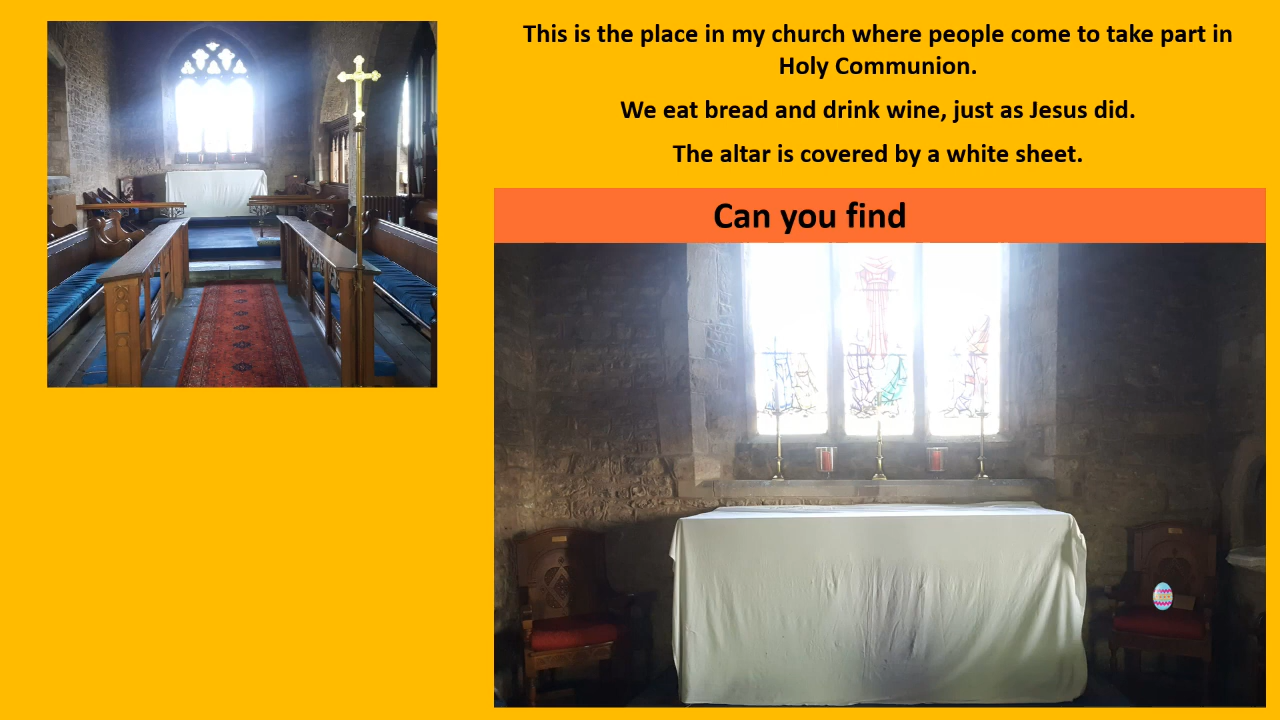 This is the place in my church where people come to take part in
Holy Communion.
We eat bread and drink wine, just as Jesus did.
The altar is covered by a white sheet.
Can you find